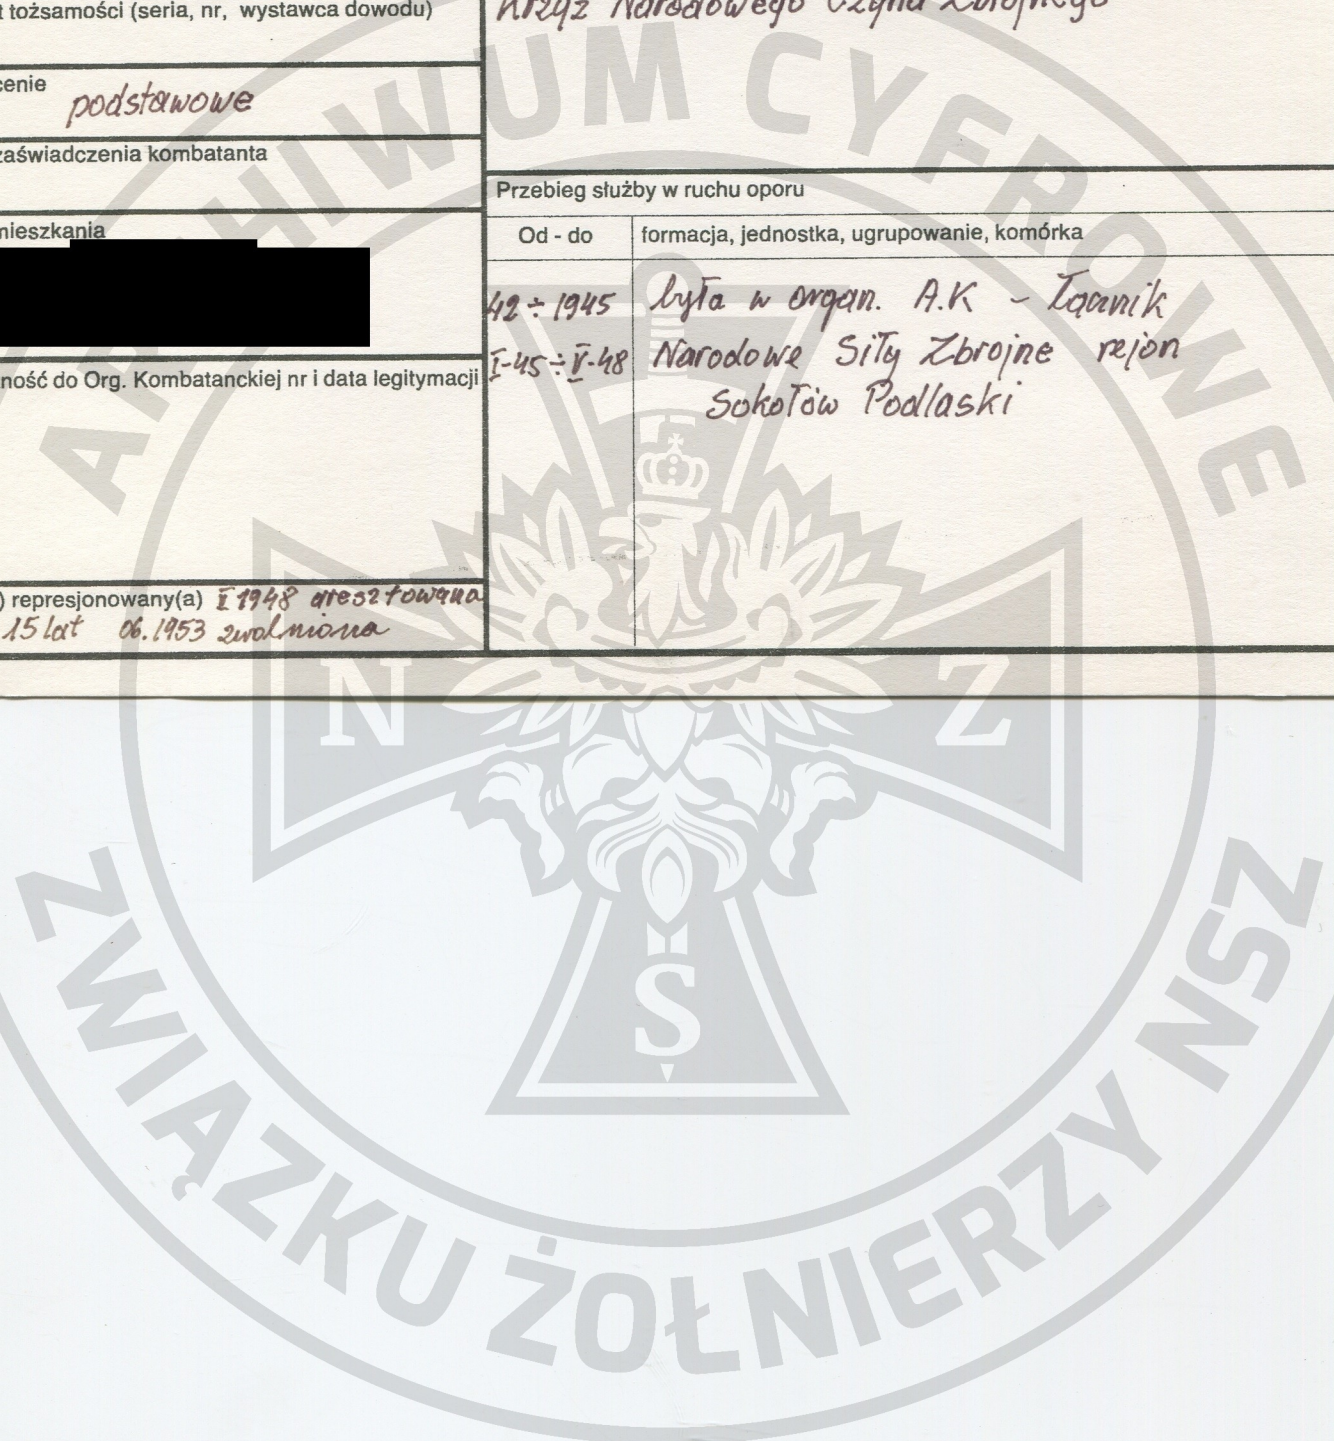 t tożsamości (seria, nr, wystawca dowodu)
Krzyż Narodowego Czynu Zbrojnego
cenie podstawowe
zaświadczenia kombatanta
mieszkania
ność do Org. Kombatanckiej nr i data legitymacji
) represjonowany(a) I 1948 aresztowana
15 lat 06.1953 zwolniona
Przebieg służby w ruchu oporu
Od - do formacja, jednostka, ugrupowanie, komórka
42 ÷ 1945 była w organ. A.K - Łącznik
I-45 ÷ V-48 Narodowe Siły Zbrojne rejon
Sokołów Podlaski
ARCHIWUM CYFROWE
ZWIĄZKU ŻOŁNIERZY NSZ
N Z
S